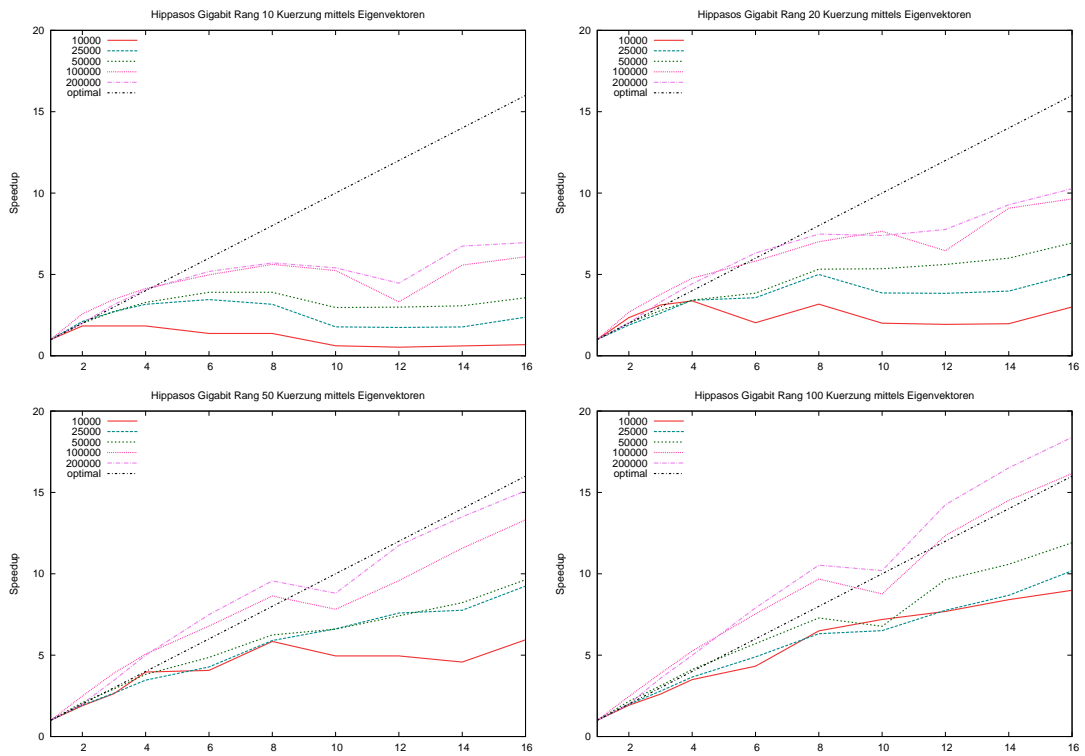 Hippasos Gigabit Rang 10 Kuerzung mittels Eigenvektoren
20
15
10
5
0
Speedup
10000
25000
50000
100000
200000
optimal
2 4 6 8 10 12 14 16
Hippasos Gigabit Rang 20 Kuerzung mittels Eigenvektoren
20
15
10
5
0
Speedup
10000
25000
50000
100000
200000
optimal
2 4 6 8 10 12 14 16
Hippasos Gigabit Rang 50 Kuerzung mittels Eigenvektoren
20
15
10
5
0
Speedup
10000
25000
50000
100000
200000
optimal
2 4 6 8 10 12 14 16
Hippasos Gigabit Rang 100 Kuerzung mittels Eigenvektoren
20
15
10
5
0
Speedup
10000
25000
50000
100000
200000
optimal
2 4 6 8 10 12 14 16